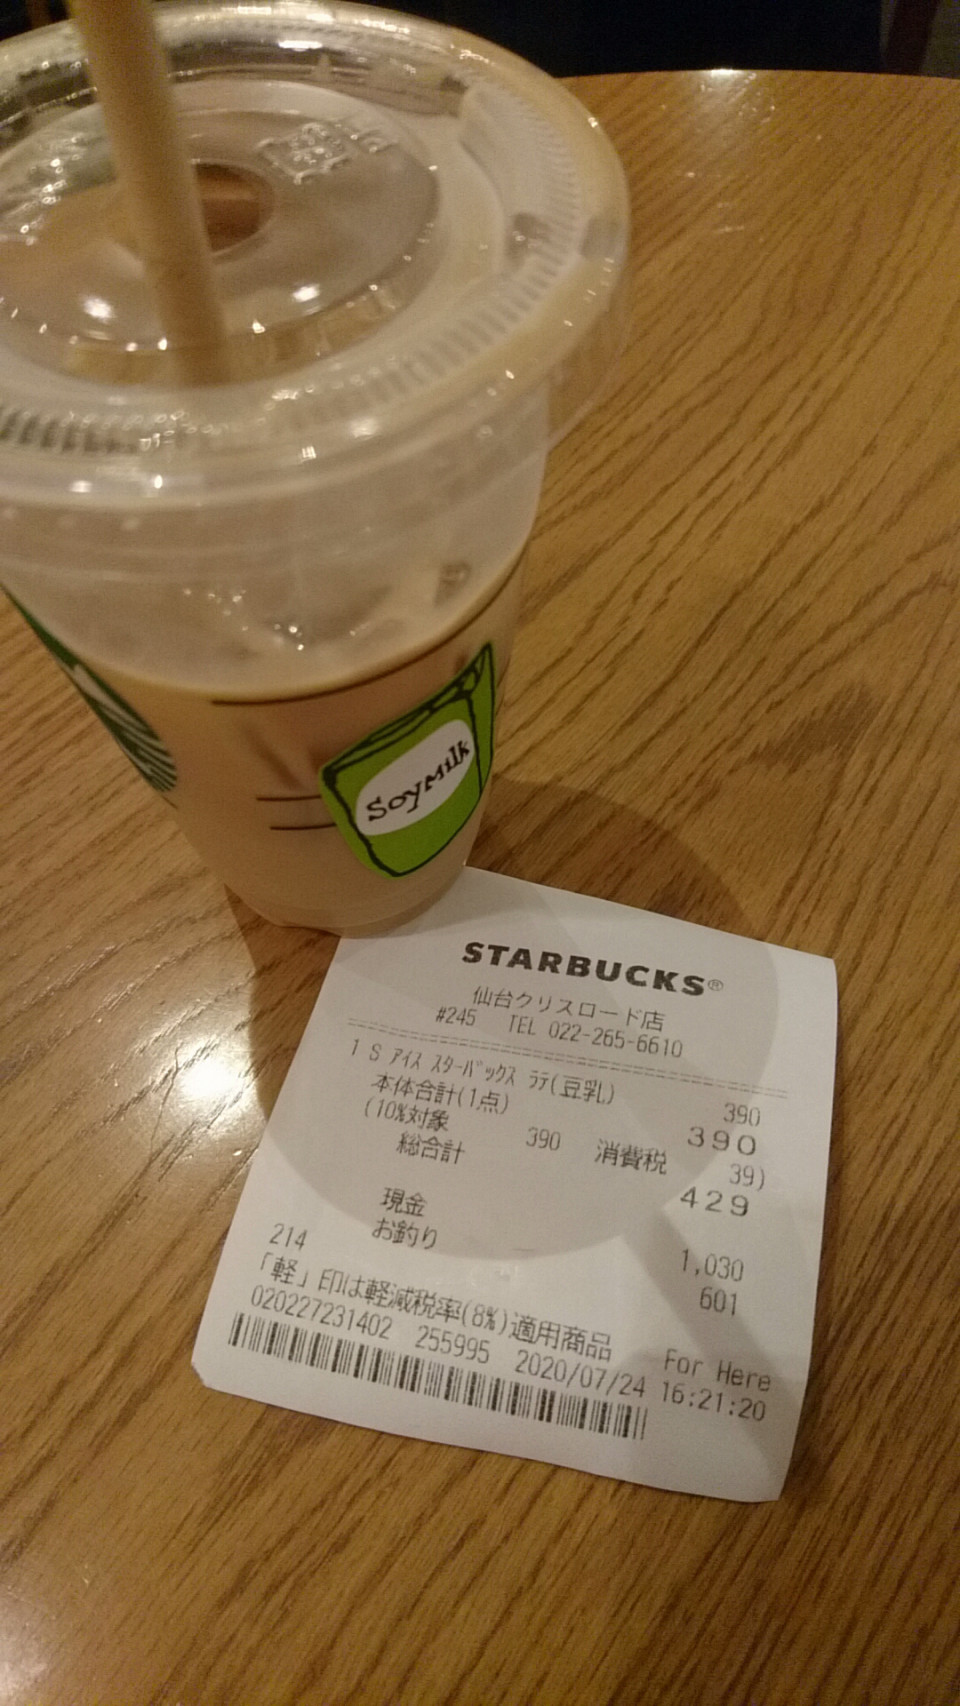 Soy Milk
STARBUCKS®
仙台クリスロード店
#245 TEL 022-265-6610
1 S アイス スターバックス ラテ(豆乳) 390
本体合計(1点) 390
(10%対象 390 消費税 39)
総合計 429
現金 1,030
お釣り 601
214
「軽」印は軽減税率(8%)適用商品 For Here
020227231402 255995 2020/07/24 16:21:20